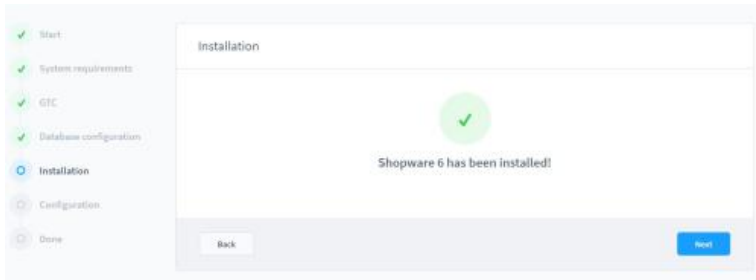 Start
System requirements
GTC
Database configuration
Installation
Configuration
Done
Installation
Shopware 6 has been installed!
Back
Next